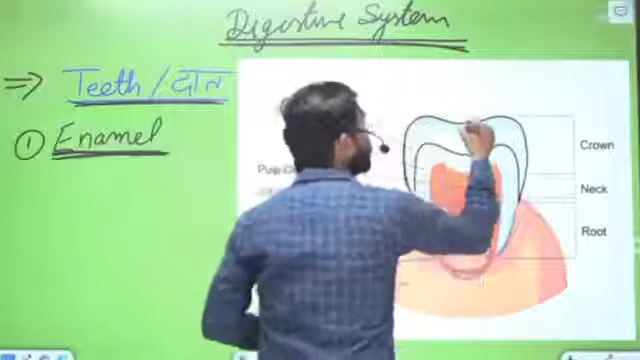 Digestive System
⇒ Teeth / दांत
① Enamel
Crown
Neck
Root